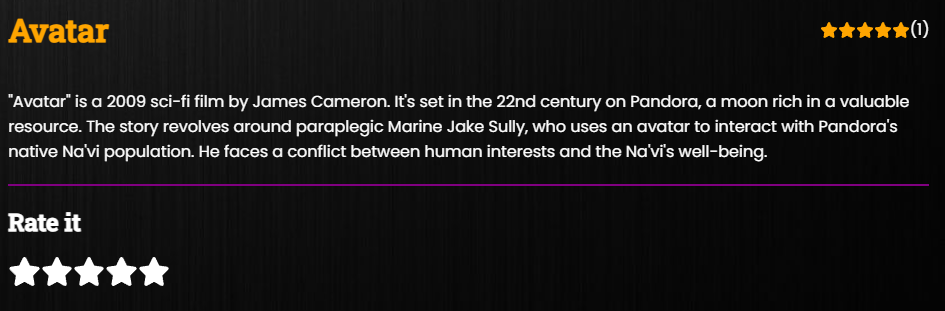 Avatar
(1)
"Avatar" is a 2009 sci-fi film by James Cameron. It's set in the 22nd century on Pandora, a moon rich in a valuable
resource. The story revolves around paraplegic Marine Jake Sully, who uses an avatar to interact with Pandora's
native Na'vi population. He faces a conflict between human interests and the Na'vi's well-being.
Rate it